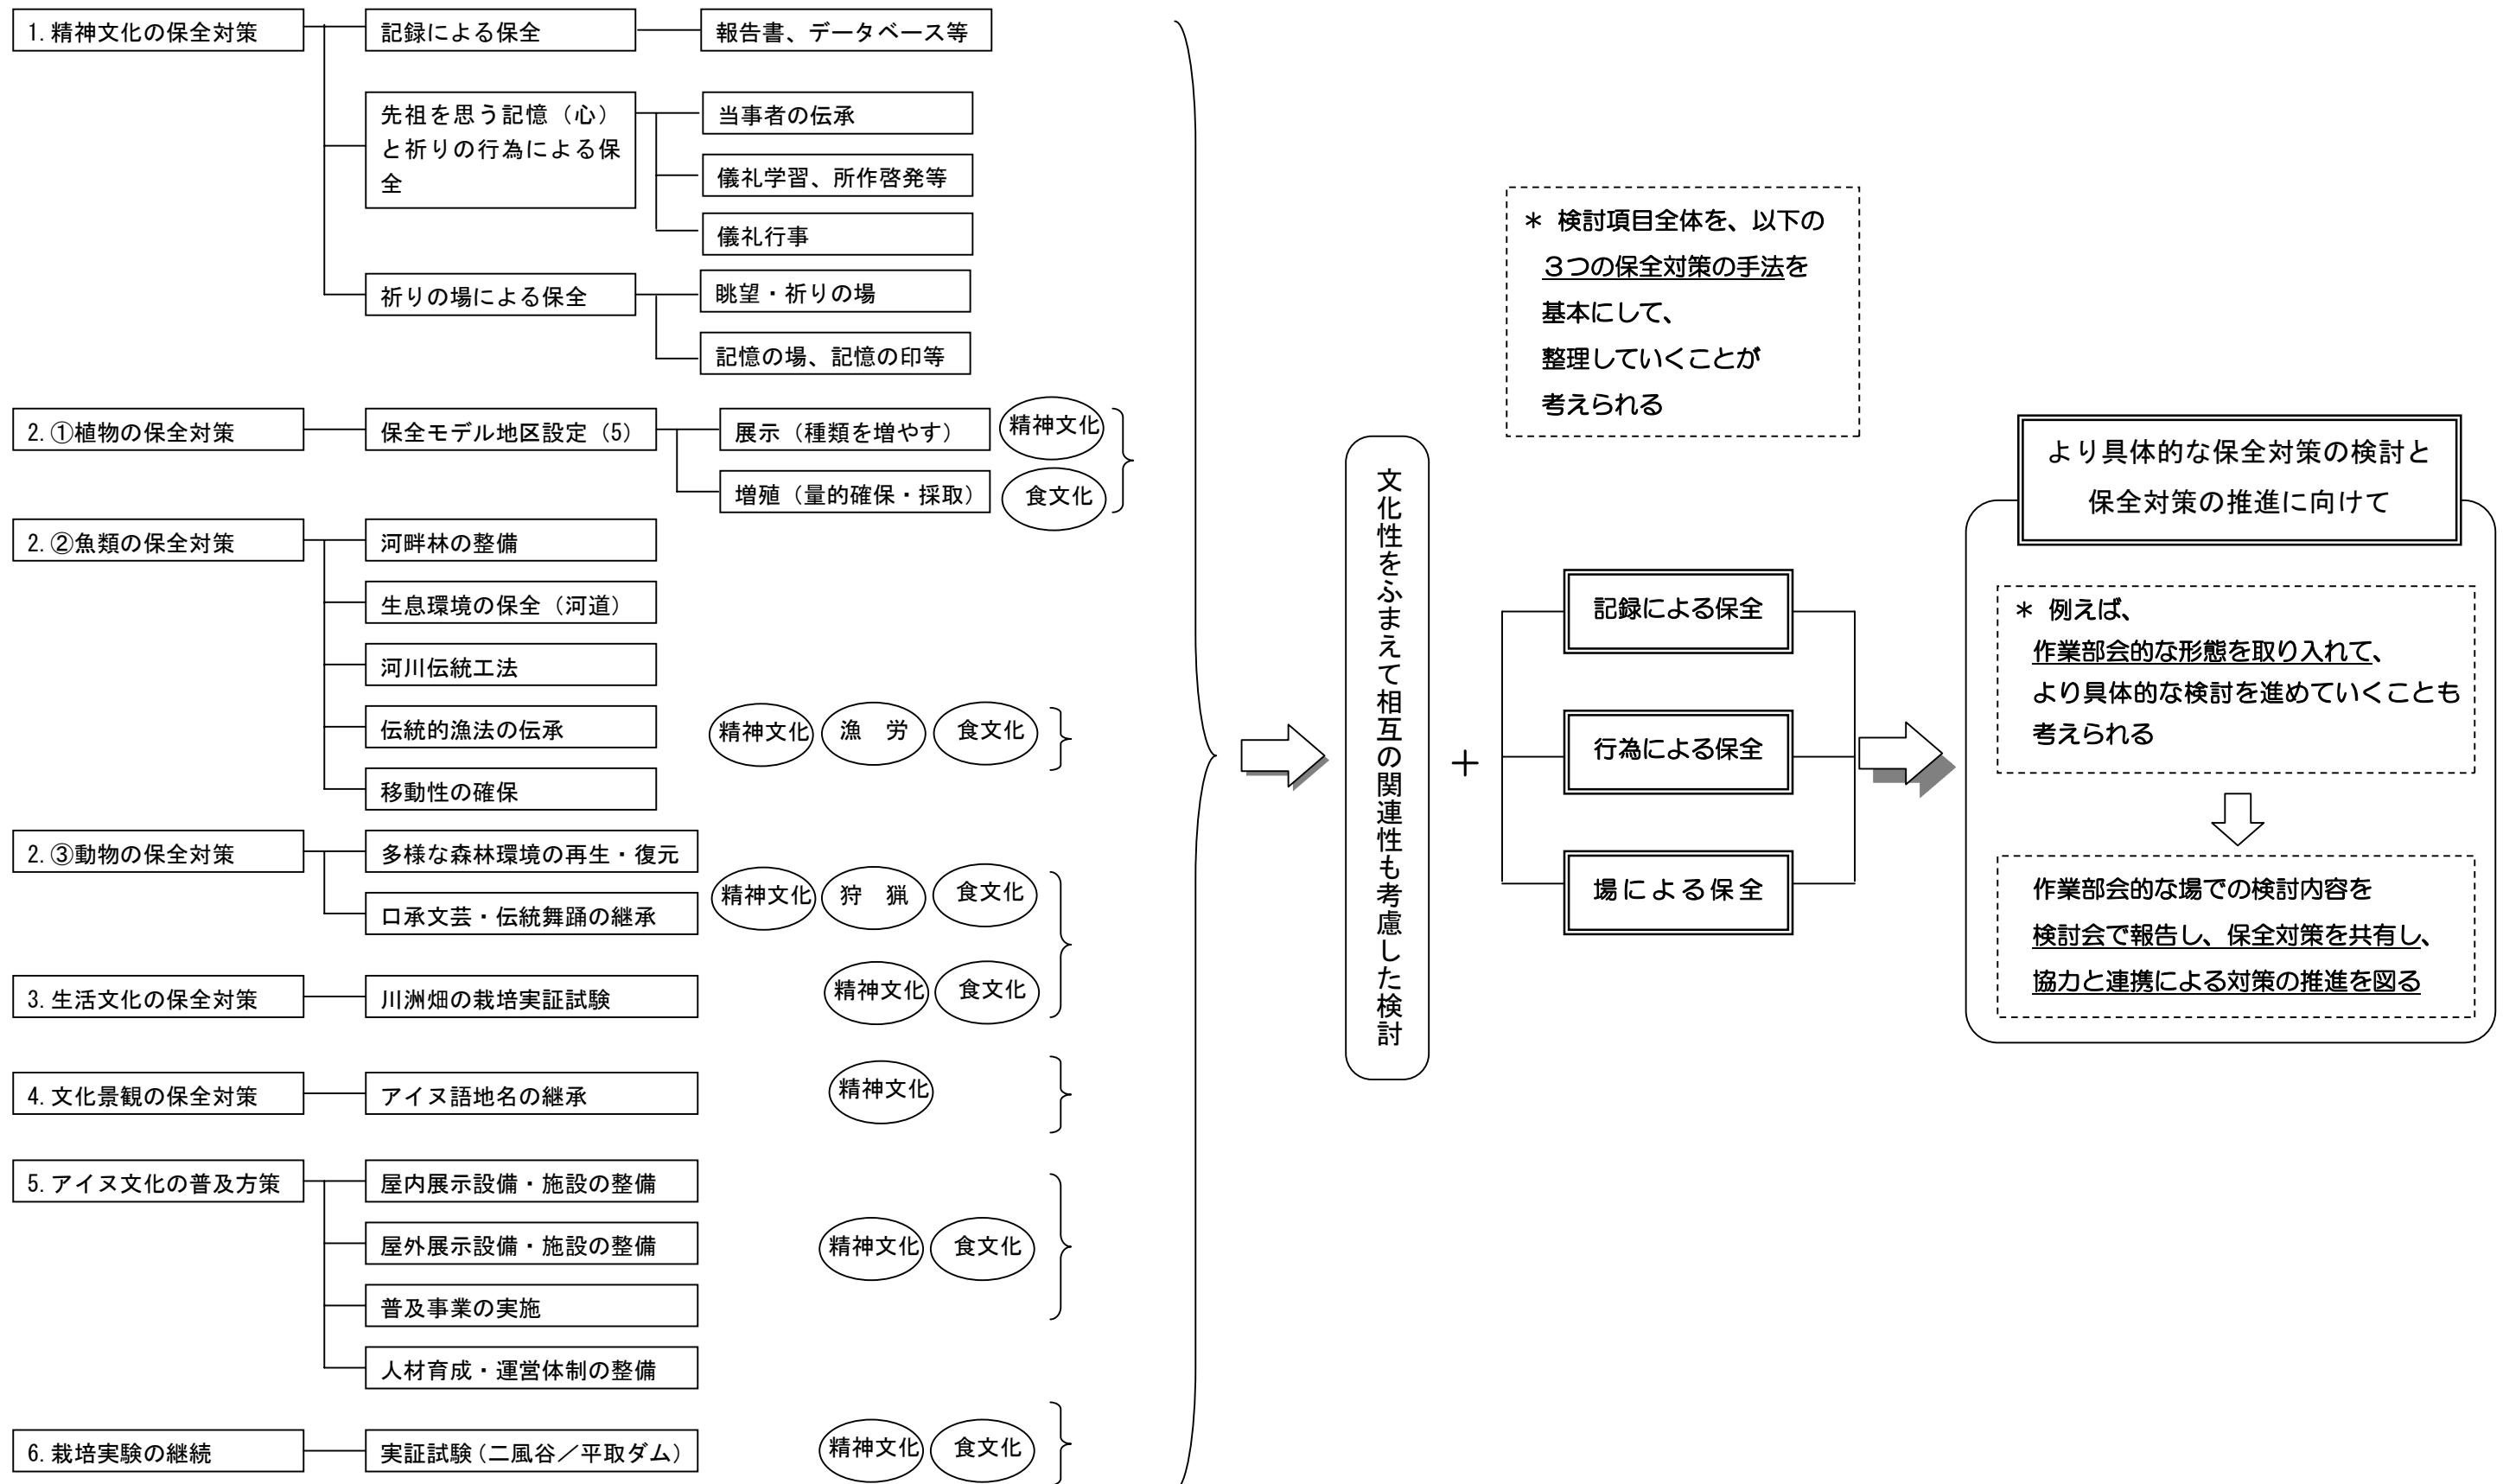 1.精神文化の保全対策
記録による保全
報告書、データベース等
先祖を思う記憶（心）
と祈りの行為による保
全
当事者の伝承
儀礼学習、所作啓発等
儀礼行事
祈りの場による保全
眺望・祈りの場
記憶の場、記憶の印等
2.①植物の保全対策
保全モデル地区設定（5）
展示（種類を増やす）
精神文化
増殖（量的確保・採取）
食文化
2.②魚類の保全対策
河畔林の整備
生息環境の保全（河道）
河川伝統工法
伝統的漁法の伝承
精神文化
漁　労
食文化
移動性の確保
2.③動物の保全対策
多様な森林環境の再生・復元
精神文化
狩　猟
食文化
口承文芸・伝統舞踊の継承
3.生活文化の保全対策
川洲畑の栽培実証試験
精神文化
食文化
4.文化景観の保全対策
アイヌ語地名の継承
精神文化
5.アイヌ文化の普及方策
屋内展示設備・施設の整備
屋外展示設備・施設の整備
精神文化
食文化
普及事業の実施
人材育成・運営体制の整備
6.栽培実験の継続
実証試験(二風谷／平取ダム)
精神文化
食文化
文化性をふまえて相互の関連性も考慮した検討
＊ 検討項目全体を、以下の
３つの保全対策の手法を
基本にして、
整理していくことが
考えられる
＋
記録による保全
行為による保全
場による保全
より具体的な保全対策の検討と
保全対策の推進に向けて
＊ 例えば、
作業部会的な形態を取り入れて、
より具体的な検討を進めていくことも
考えられる
作業部会的な場での検討内容を
検討会で報告し、保全対策を共有し、
協力と連携による対策の推進を図る